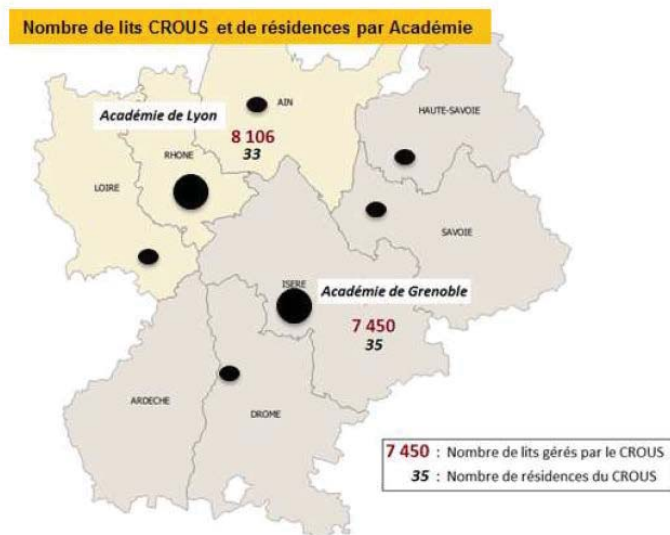 Nombre de lits CROUS et de résidences par Académie
AIN
HAUTE-SAVOIE
Académie de Lyon
8 106
33
RHONE
LOIRE
SAVOIE
ISERE
Académie de Grenoble
7 450
35
ARDECHE
DROME
7 450 : Nombre de lits gérés par le CROUS
35 : Nombre de résidences du CROUS